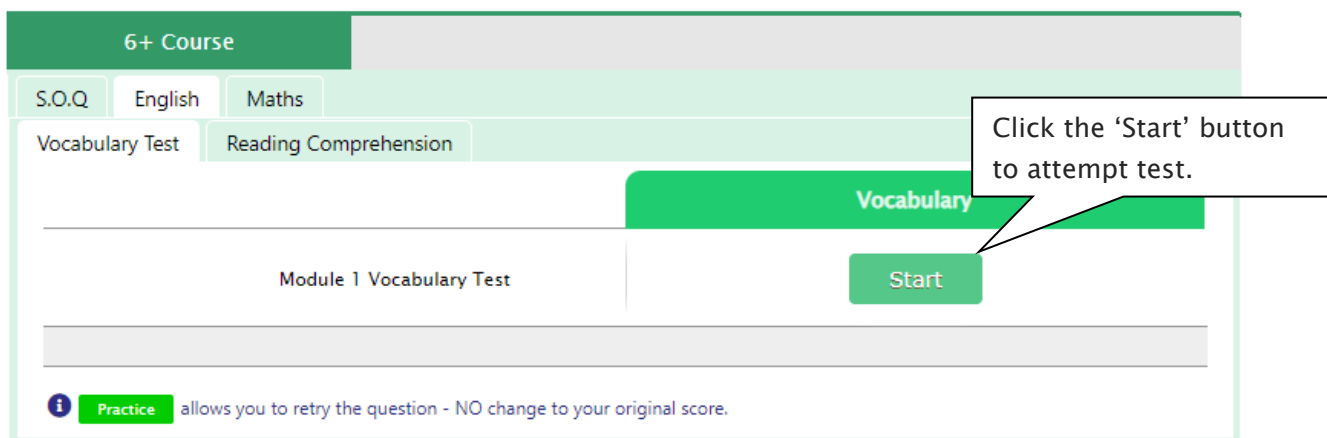 6+ Course
S.O.Q English Maths
Vocabulary Test Reading Comprehension
Click the ‘Start’ button
to attempt test.
Vocabulary
Module 1 Vocabulary Test Start
Practice allows you to retry the question - NO change to your original score.